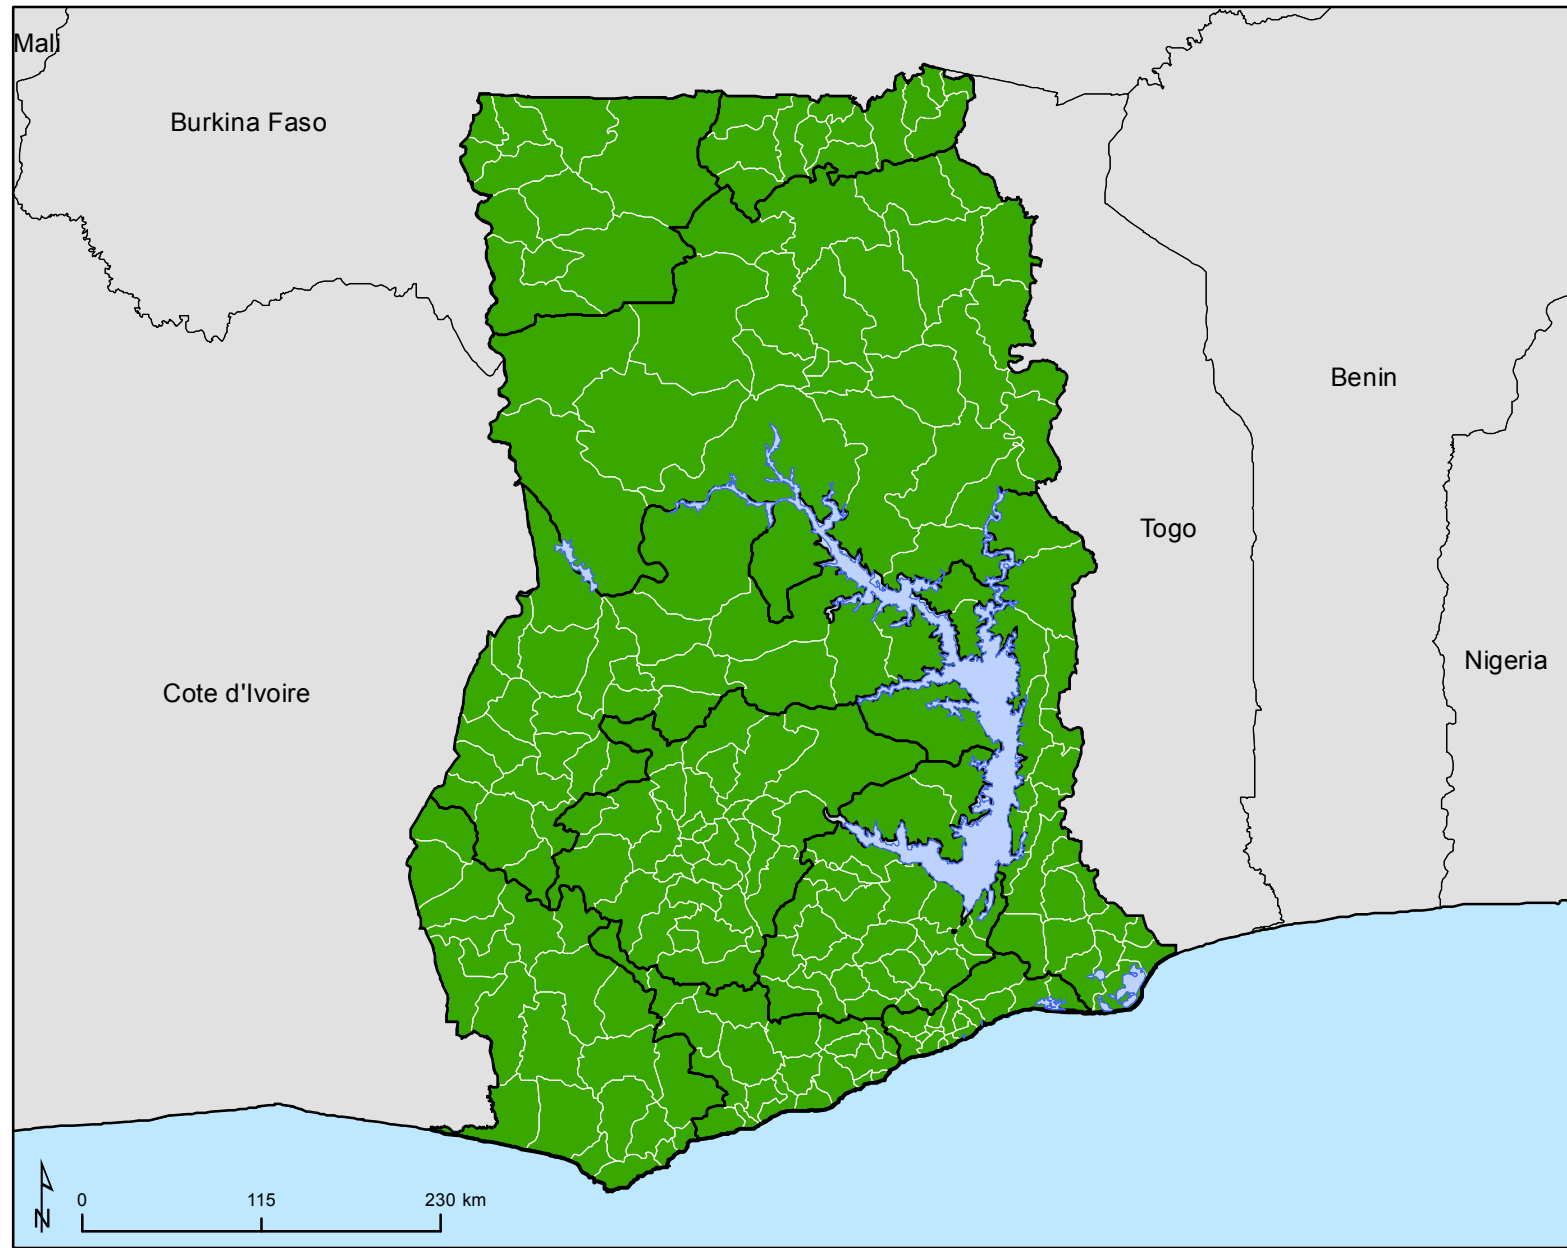 Mali
Burkina Faso
Benin
Togo
Nigeria
Cote d'Ivoire
N
0 115 230 km